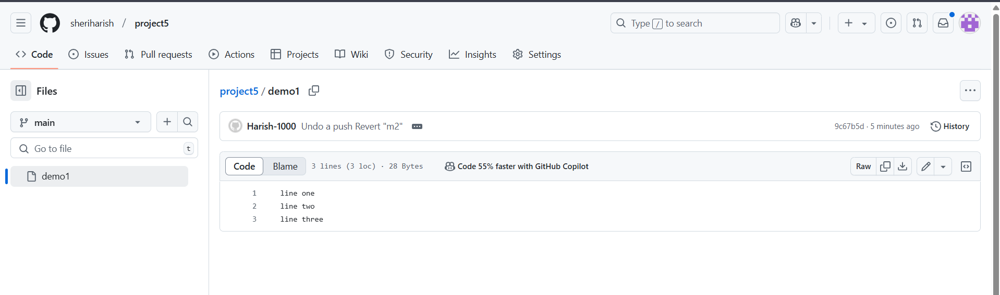 sheriharish / project5
Type / to search
Code
Issues
Pull requests
Actions
Projects
Wiki
Security
Insights
Settings
Files
main
Go to file
t
demo1
project5 / demo1
Harish-1000 Undo a push Revert "m2"
9c67b5d · 5 minutes ago
History
Code
Blame
3 lines (3 loc) · 28 Bytes
Code 55% faster with GitHub Copilot
Raw
1 line one
2 line two
3 line three